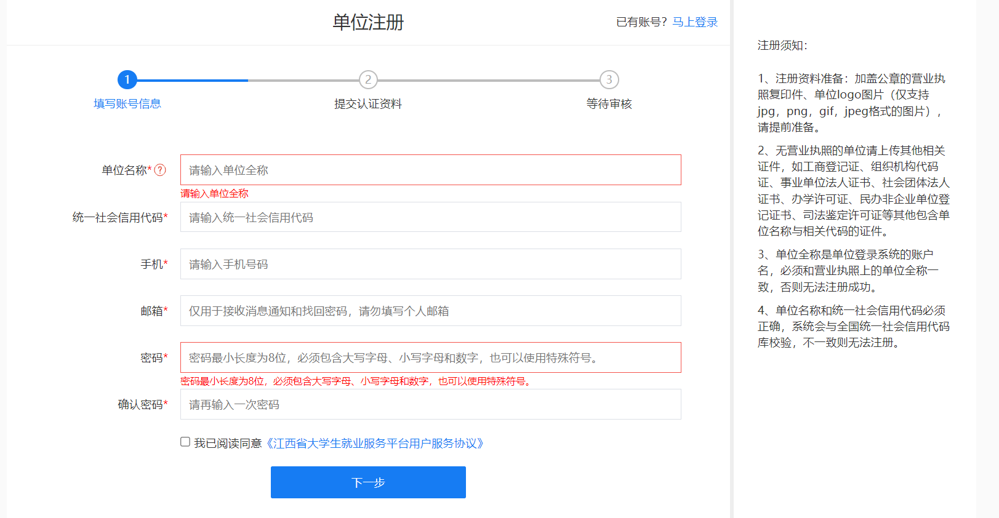 单位注册
已有账号？马上登录
1
2
3
填写账号信息
提交认证资料
等待审核
单位名称*?
请输入单位全称
请输入单位全称
统一社会信用代码*
请输入统一社会信用代码
手机*
请输入手机号码
邮箱*
仅用于接收消息通知和找回密码，请勿填写个人邮箱
密码*
密码最小长度为8位，必须包含大写字母、小写字母和数字，也可以使用特殊符号。
密码最小长度为8位，必须包含大写字母、小写字母和数字，也可以使用特殊符号。
确认密码*
请再输入一次密码
我已阅读同意《江西省大学生就业服务平台用户服务协议》
下一步
注册须知：
1、注册资料准备：加盖公章的营业执
照复印件、单位logo图片（仅支持
jpg，png，gif，jpeg格式的图片），
请提前准备。
2、无营业执照的单位请上传其他相关
证件，如工商登记证、组织机构代码
证、事业单位法人证书、社会团体法人
证书、办学许可证、民办非企业单位登
记证书、司法鉴定许可证等其他包含单
位名称与相关代码的证件。
3、单位全称是单位登录系统的账户
名，必须和营业执照上的单位全称一
致，否则无法注册成功。
4、单位名称和统一社会信用代码必须
正确，系统会与全国统一社会信用代码
库校验，不一致则无法注册。